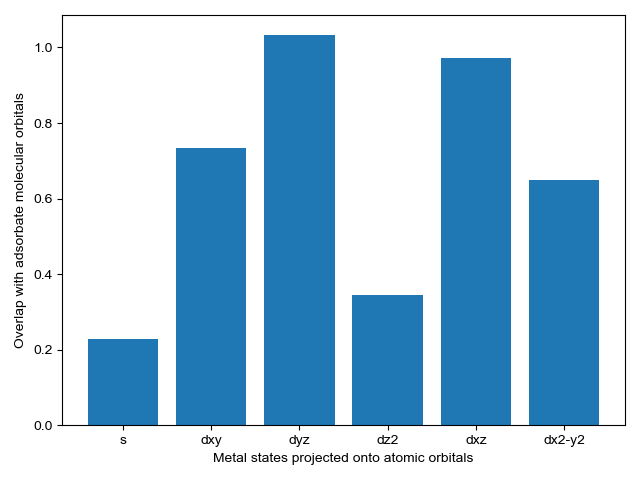 Overlap with adsorbate molecular orbitals
1.0
0.8
0.6
0.4
0.2
0.0
s dxy dyz dz2 dxz dx2-y2
Metal states projected onto atomic orbitals